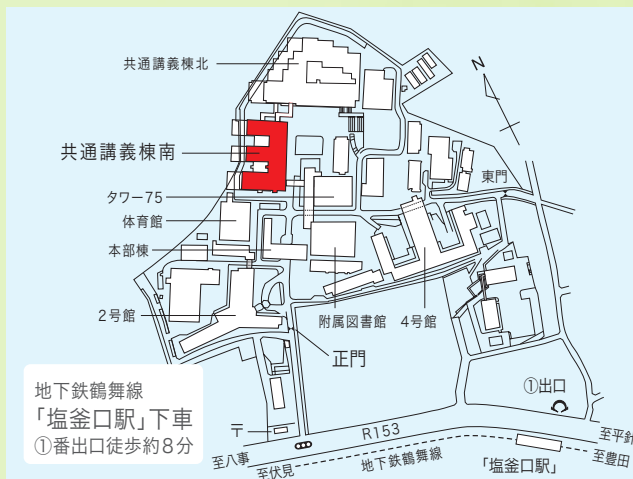 共通講義棟北
N
共通講義棟南
東門
タワー75
体育館
本部棟
2号館
附属図書館
4号館
正門
①出口
地下鉄鶴舞線
「塩釜口駅」下車
①番出口徒歩約8分
〒
R153
至平針
至八事
至伏見
地下鉄鶴舞線
「塩釜口駅」
至豊田